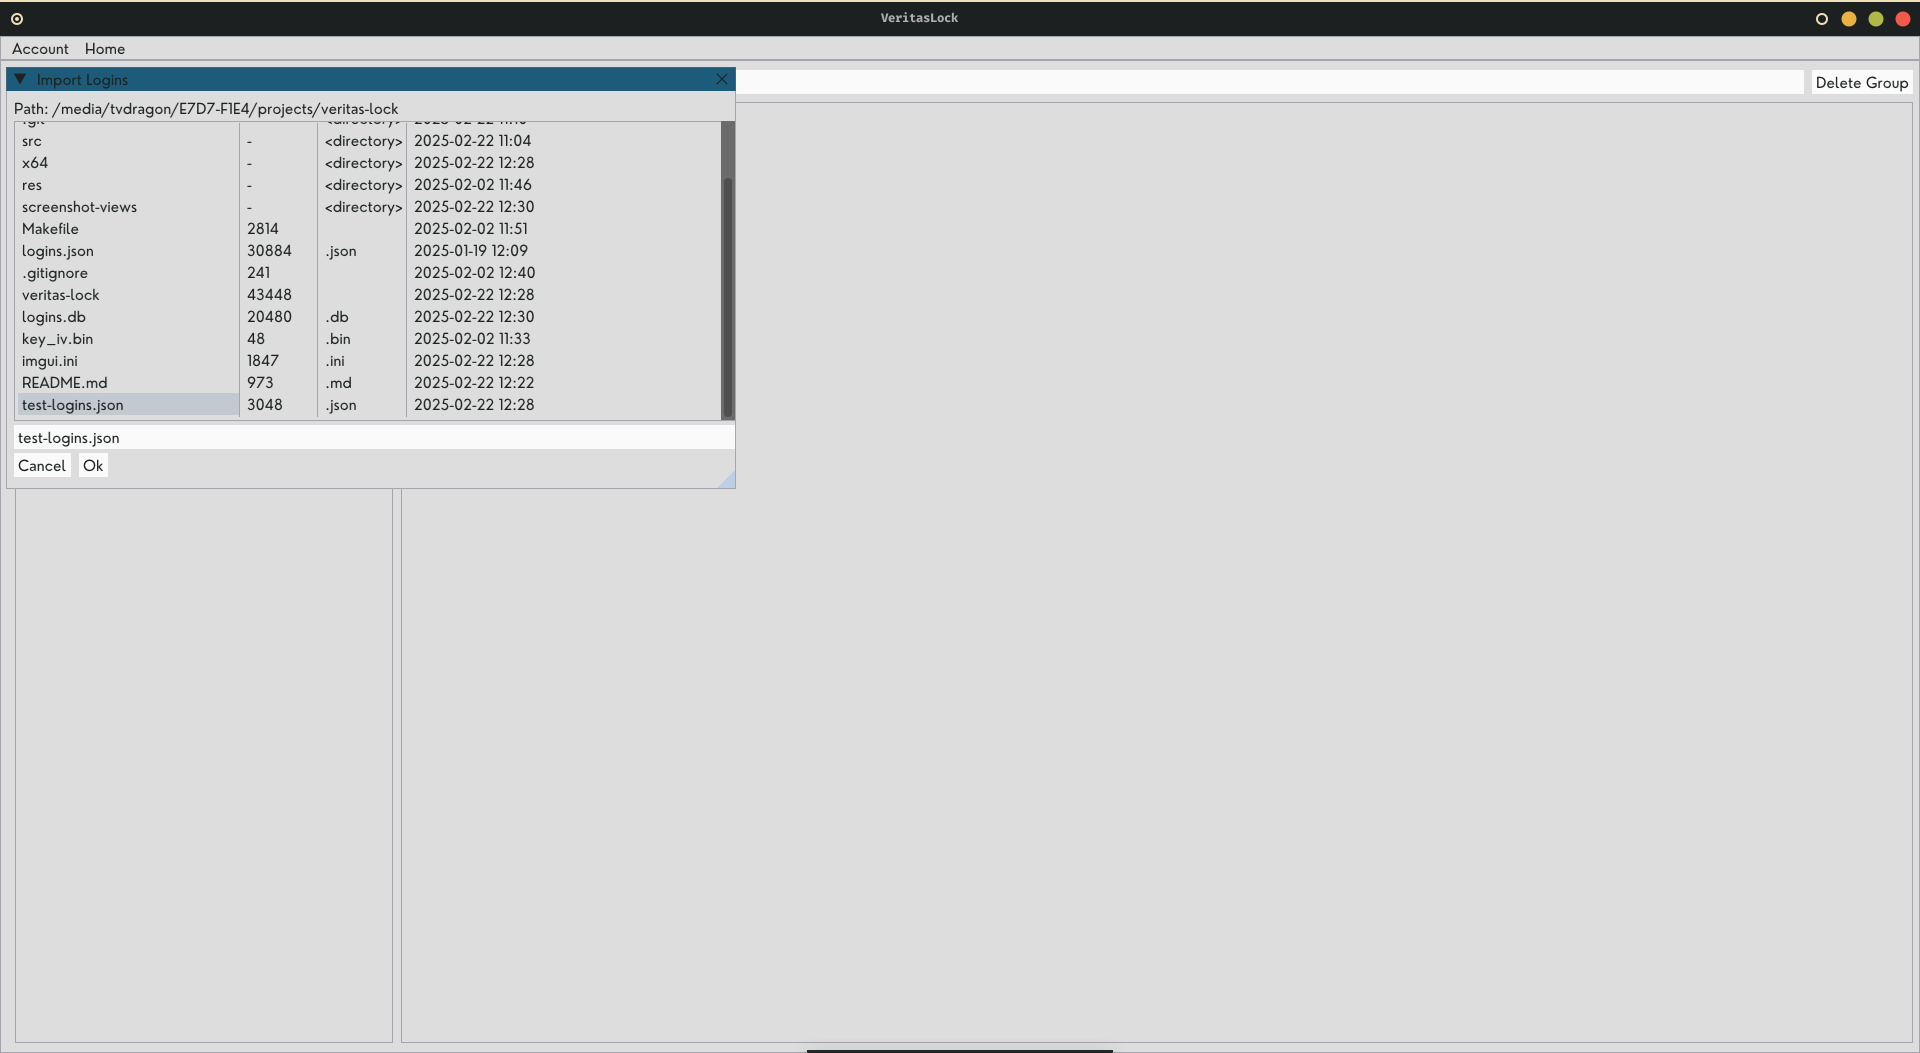 VeritasLock
Account Home
Import Logins
Delete Group
Path: /media/tvdragon/E7D7-F1E4/projects/veritas-lock
.git <directory> 2025-02-22
src - <directory> 2025-02-22 11:04
x64 - <directory> 2025-02-22 12:28
res - <directory> 2025-02-02 11:46
screenshot-views - <directory> 2025-02-22 12:30
Makefile 2814 2025-02-02 11:51
logins.json 30884 .json 2025-01-19 12:09
.gitignore 241 2025-02-02 12:40
veritas-lock 43448 2025-02-22 12:28
logins.db 20480 .db 2025-02-22 12:30
key_iv.bin 48 .bin 2025-02-02 11:33
imgui.ini 1847 .ini 2025-02-22 12:28
README.md 973 .md 2025-02-22 12:22
test-logins.json 3048 .json 2025-02-22 12:28
test-logins.json
Cancel Ok